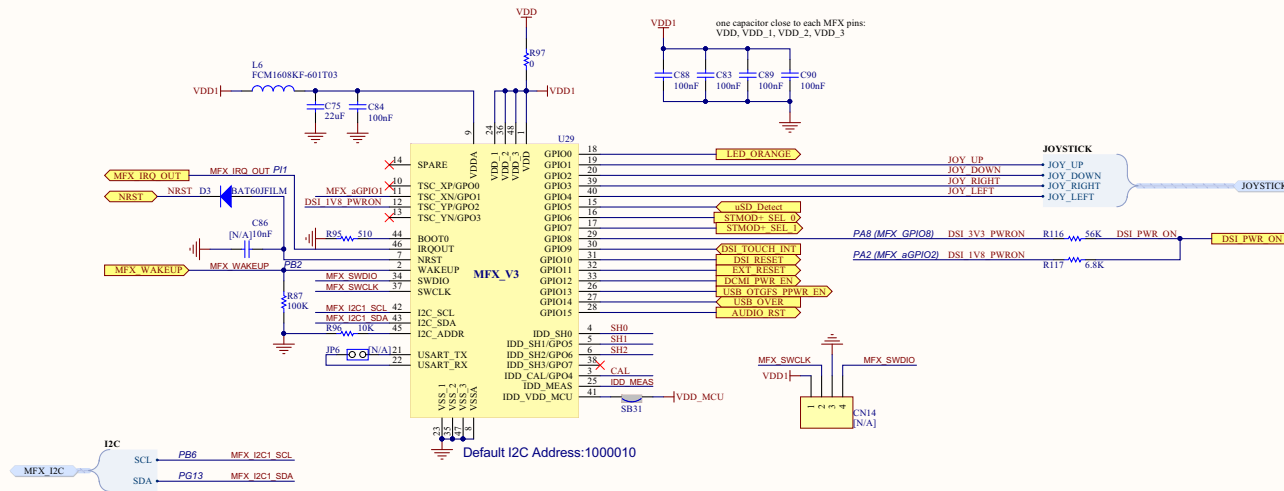 VDD
R97
0
VDD1
one capacitor close to each MFX pins:
VDD, VDD_1, VDD_2, VDD_3
C88
100nF
C83
100nF
C89
100nF
C90
100nF
L6
FCM1608KF-601T03
VDD1
VDD1
C75
22uF
C84
100nF
9
24
36
48
1
U29
VDDA
VDD_1
VDD_2
VDD_3
VDD
MFX_V3
14 SPARE
10 TSC_XP/GPIO0
MFX_aGPIO1 11 TSC_XN/GPIO1
DSI_1V8_PWRON 12 TSC_YP/GPIO2
13 TSC_YN/GPIO3
R95 510 44 BOOT0
46 IRQOUT
7 NRST
2 WAKEUP
MFX_SWDIO 34 SWDIO
MFX_SWCLK 37 SWCLK
MFX_I2C1_SCL 42 I2C_SCL
MFX_I2C1_SDA 43 I2C_SDA
R96 10K 45 I2C_ADDR
JP6 [N/A] 21 USART_TX
22 USART_RX
MFX_IRQ_OUT MFX_IRQ_OUT PI1
NRST NRST D3 BAT60JFILM
C86
[N/A] 10nF
MFX_WAKEUP MFX_WAKEUP PB2
R87
100K
GPIO0 18 LED_ORANGE
GPIO1 19 JOY_UP
GPIO2 20 JOY_DOWN
GPIO3 39 JOY_RIGHT
GPIO4 40 JOY_LEFT
GPIO5 15 uSD_Detect
GPIO6 16 STMOD+_SEL_0
GPIO7 17 STMOD+_SEL_1
GPIO8 29 PA8 (MFX_GPIO8) DSI_3V3_PWRON R116 56K DSI_PWR_ON DSI_PWR_ON
GPIO9 30 DSI_TOUCH_INT
PA2 (MFX_aGPIO2) DSI_1V8_PWRON R117 6.8K
GPIO10 31 DSI_RESET
GPIO11 32 EXT_RESET
GPIO12 33 DCMI_PWR_EN
GPIO13 26 USB_OTGFS_PPWR_EN
GPIO14 27 USB_OVER
GPIO15 28 AUDIO_RST
IDD_SH0 4 SH0
IDD_SH1/GPO5 5 SH1
IDD_SH2/GPO6 6 SH2
IDD_SH3/GPO7 38
IDD_CAL/GPO4 3 CAL
IDD_MEAS 25 IDD_MEAS
IDD_VDD_MCU 41 VDD_MCU
SB31
VSS_1
VSS_2
VSS_3
VSSA
23
35
47
8
JOYSTICK
JOY_UP
JOY_DOWN
JOY_RIGHT
JOY_LEFT
JOYSTICK
MFX_SWCLK MFX_SWDIO
VDD1
1
2
3
4
CN14
[N/A]
Default I2C Address:1000010
I2C
MFX_I2C
SCL PB6 MFX_I2C1_SCL
SDA PG13 MFX_I2C1_SDA